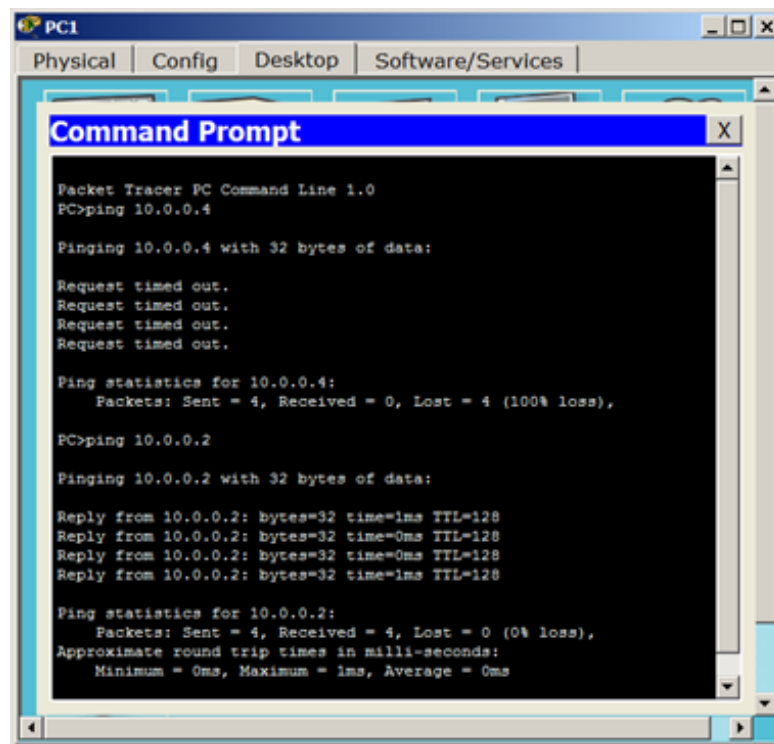 PC1
Physical Config Desktop Software/Services
Command Prompt
X
Packet Tracer PC Command Line 1.0
PC>ping 10.0.0.4
Pinging 10.0.0.4 with 32 bytes of data:
Request timed out.
Request timed out.
Request timed out.
Request timed out.
Ping statistics for 10.0.0.4:
Packets: Sent = 4, Received = 0, Lost = 4 (100% loss),
PC>ping 10.0.0.2
Pinging 10.0.0.2 with 32 bytes of data:
Reply from 10.0.0.2: bytes=32 time=1ms TTL=128
Reply from 10.0.0.2: bytes=32 time=0ms TTL=128
Reply from 10.0.0.2: bytes=32 time=0ms TTL=128
Reply from 10.0.0.2: bytes=32 time=1ms TTL=128
Ping statistics for 10.0.0.2:
Packets: Sent = 4, Received = 4, Lost = 0 (0% loss),
Approximate round trip times in milli-seconds:
Minimum = 0ms, Maximum = 1ms, Average = 0ms